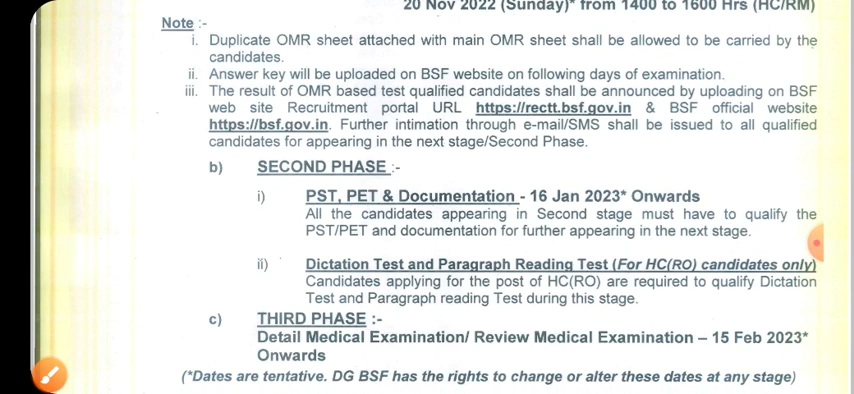 20 Nov 2022 (Sunday)* from 1400 to 1600 Hrs (HC/RM)
Note :-
i. Duplicate OMR sheet attached with main OMR sheet shall be allowed to be carried by the
candidates.
ii. Answer key will be uploaded on BSF website on following days of examination.
iii. The result of OMR based test qualified candidates shall be announced by uploading on BSF
web site Recruitment portal URL https://rectt.bsf.gov.in & BSF official website
https://bsf.gov.in. Further intimation through e-mail/SMS shall be issued to all qualified
candidates for appearing in the next stage/Second Phase.
b) SECOND PHASE :-
i) PST, PET & Documentation - 16 Jan 2023* Onwards
All the candidates appearing in Second stage must have to qualify the
PST/PET and documentation for further appearing in the next stage.
ii) Dictation Test and Paragraph Reading Test (For HC(RO) candidates only)
Candidates applying for the post of HC(RO) are required to qualify Dictation
Test and Paragraph reading Test during this stage.
c) THIRD PHASE :-
Detail Medical Examination/ Review Medical Examination – 15 Feb 2023*
Onwards
(*Dates are tentative. DG BSF has the rights to change or alter these dates at any stage)